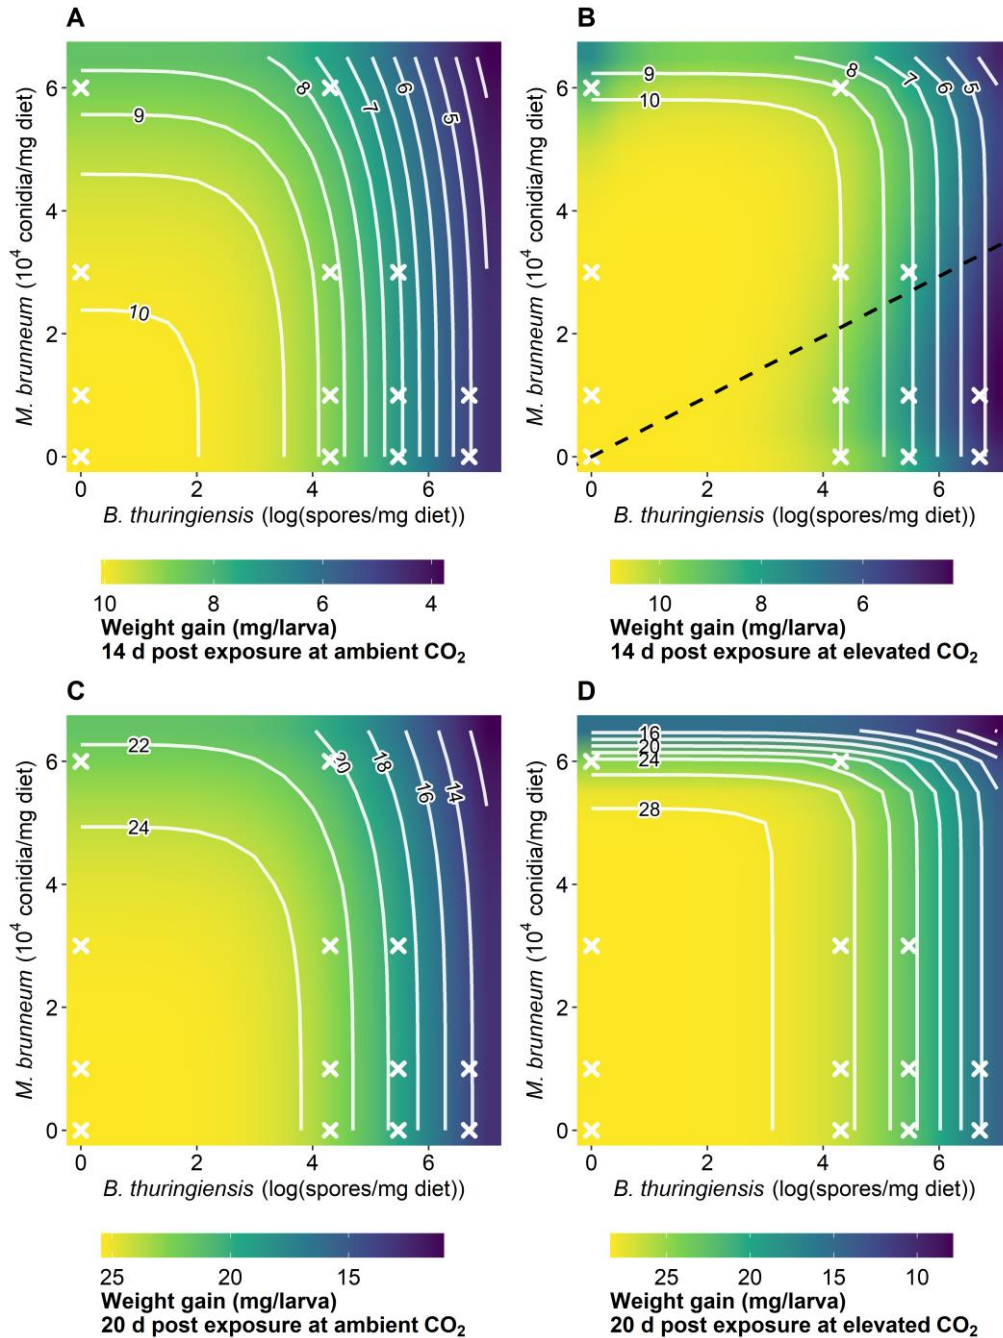 A
M. brunneum (10⁴ conidia/mg diet)
6
4
2
0
9
10
8
7
6
5
0 2 4 6
B. thuringiensis (log(spores/mg diet))
10 8 6 4
Weight gain (mg/larva)
14 d post exposure at ambient CO₂
B
M. brunneum (10⁴ conidia/mg diet)
6
4
2
0
9
10
8
7
6
5
0 2 4 6
B. thuringiensis (log(spores/mg diet))
10 8 6
Weight gain (mg/larva)
14 d post exposure at elevated CO₂
C
M. brunneum (10⁴ conidia/mg diet)
6
4
2
0
22
24
20
18
16
14
0 2 4 6
B. thuringiensis (log(spores/mg diet))
25 20 15
Weight gain (mg/larva)
20 d post exposure at ambient CO₂
D
M. brunneum (10⁴ conidia/mg diet)
6
4
2
0
16
20
24
28
0 2 4 6
B. thuringiensis (log(spores/mg diet))
25 20 15 10
Weight gain (mg/larva)
20 d post exposure at elevated CO₂